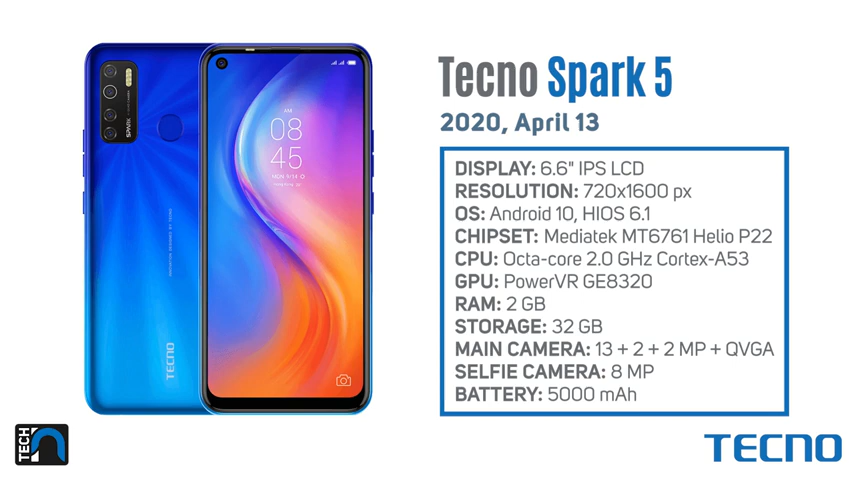 Tecno Spark 5
2020, April 13
DISPLAY: 6.6" IPS LCD
RESOLUTION: 720x1600 px
OS: Android 10, HIOS 6.1
CHIPSET: Mediatek MT6761 Helio P22
CPU: Octa-core 2.0 GHz Cortex-A53
GPU: PowerVR GE8320
RAM: 2 GB
STORAGE: 32 GB
MAIN CAMERA: 13 + 2 + 2 MP + QVGA
SELFIE CAMERA: 8 MP
BATTERY: 5000 mAh
SPARK
TECNO
AM
08
45
TECH
TECNO